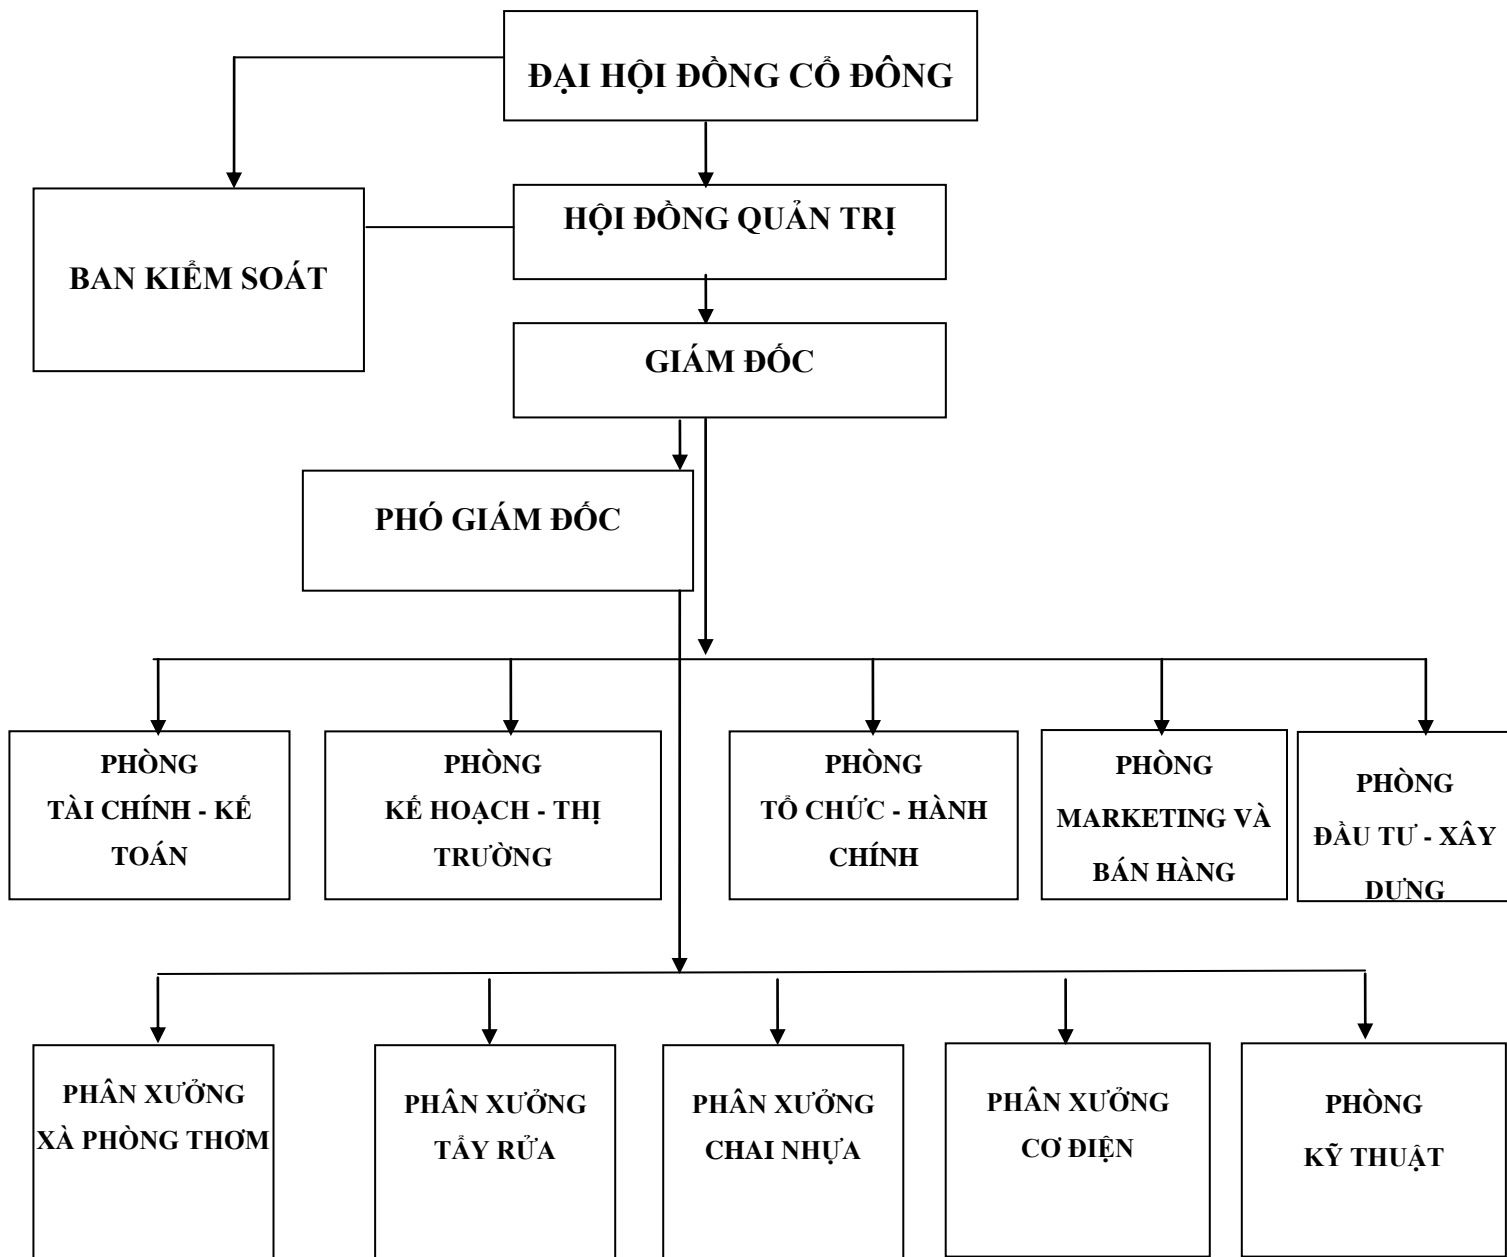 ĐẠI HỘI ĐỒNG CỔ ĐÔNG
HỘI ĐỒNG QUẢN TRỊ
BAN KIỂM SOÁT
GIÁM ĐỐC
PHÓ GIÁM ĐỐC
PHÒNG
TÀI CHÍNH - KẾ
TOÁN
PHÒNG
KẾ HOẠCH - THỊ
TRƯỜNG
PHÒNG
TỔ CHỨC - HÀNH
CHÍNH
PHÒNG
MARKETING VÀ
BÁN HÀNG
PHÒNG
ĐẦU TƯ - XÂY
DƯNG
PHÂN XƯỞNG
XÀ PHÒNG THƠM
PHÂN XƯỞNG
TẨY RỬA
PHÂN XƯỞNG
CHAI NHỰA
PHÂN XƯỞNG
CƠ ĐIỆN
PHÒNG
KỸ THUẬT